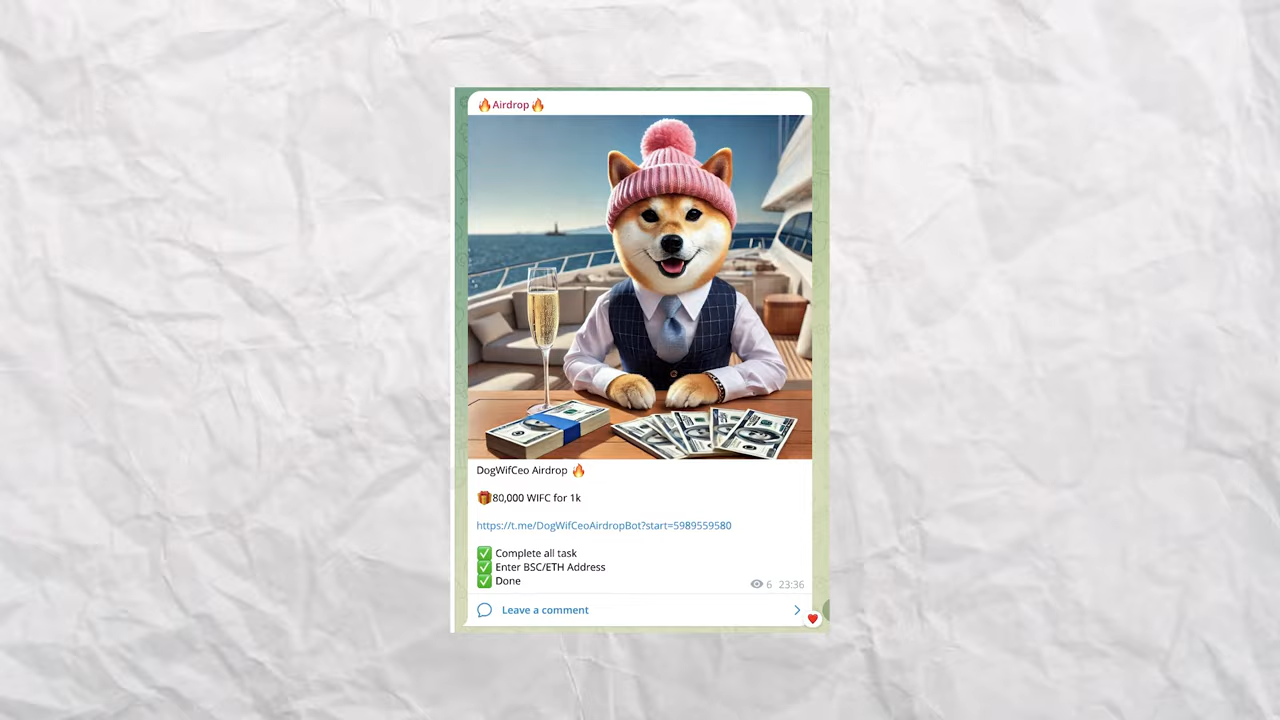 🔥Airdrop 🔥
DogWifCeo Airdrop 🔥
🎁80,000 WIFC for 1k
https://t.me/DogWifCeoAirdropBot?start=5989559580
✅ Complete all task
✅ Enter BSC/ETH Address
✅ Done
6 23:36
Leave a comment